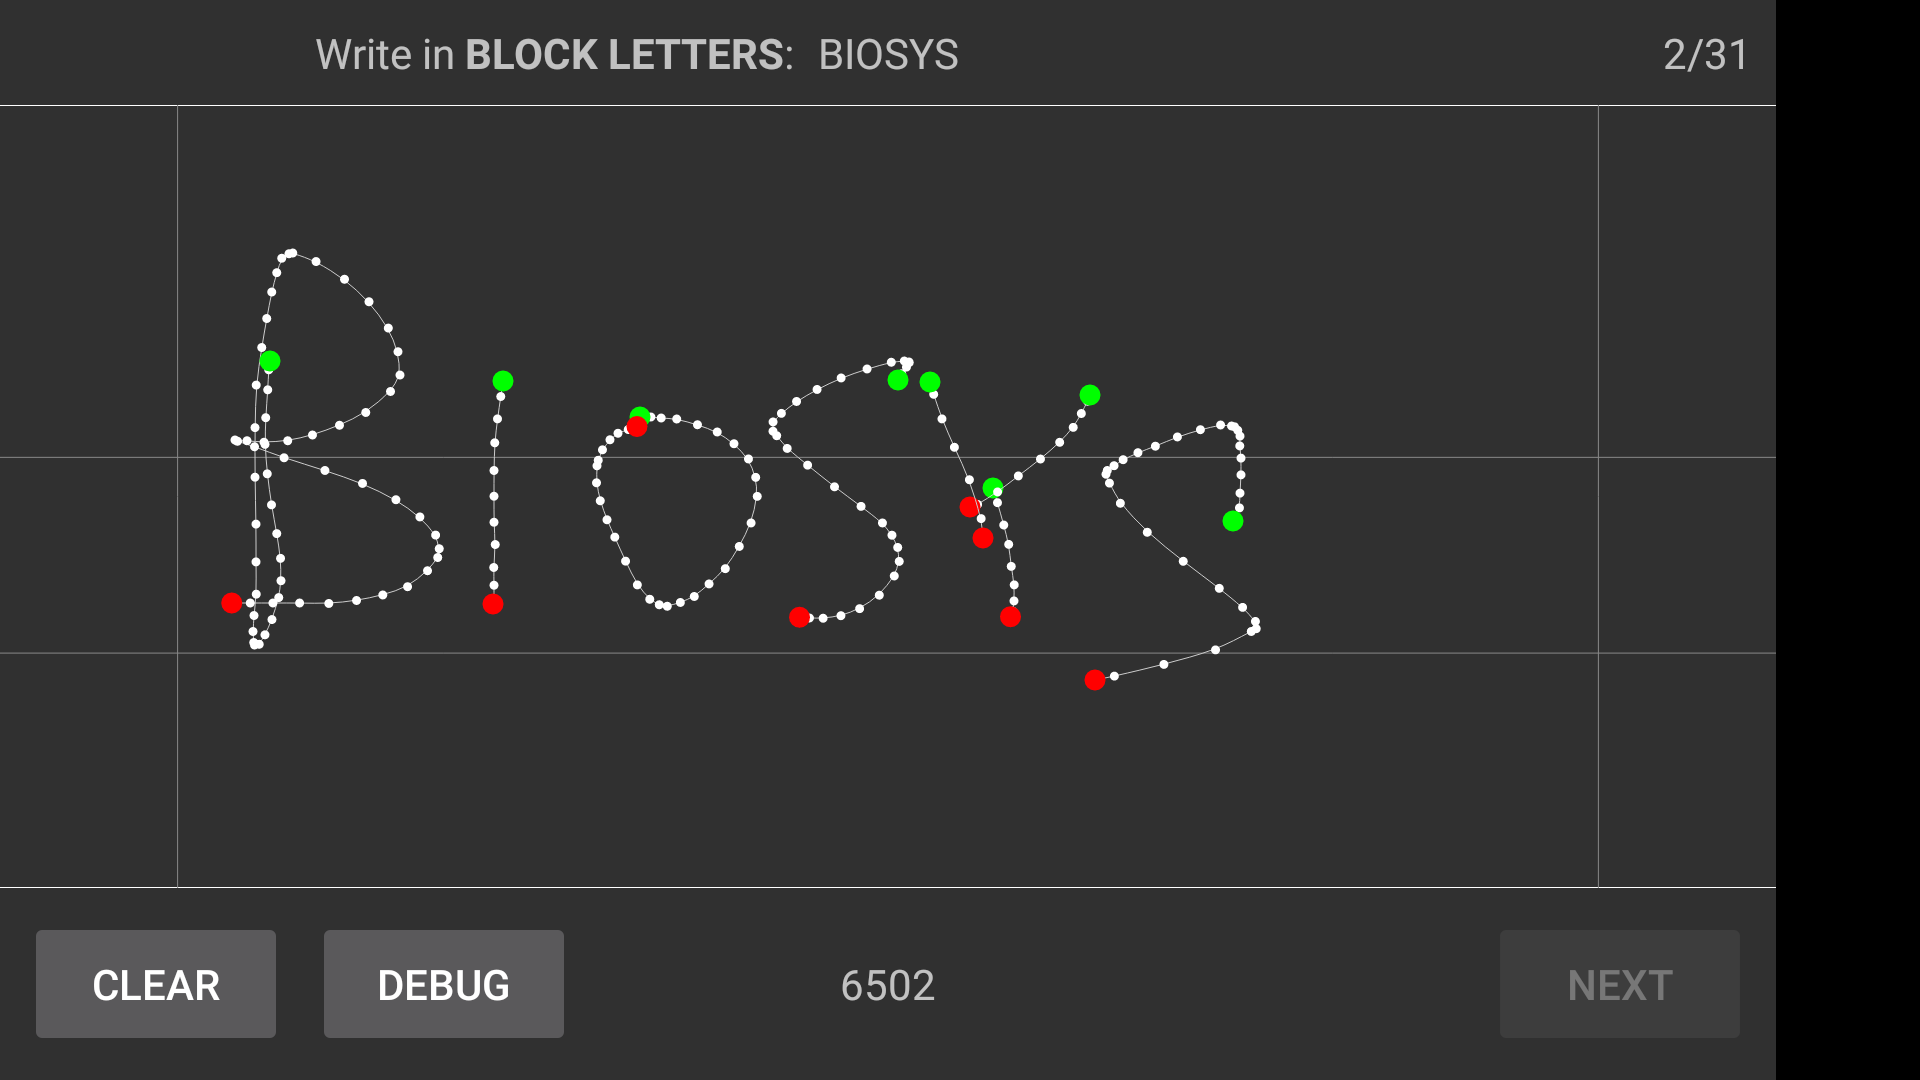 Write in BLOCK LETTERS: BIOSYS 2/31
BIOSYS
CLEAR DEBUG 6502 NEXT